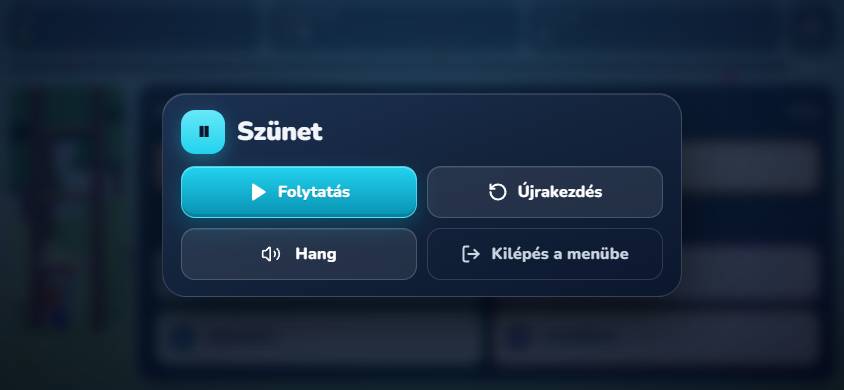 Szünet
Folytatás
Újrakezdés
Hang
Kilépés a menübe